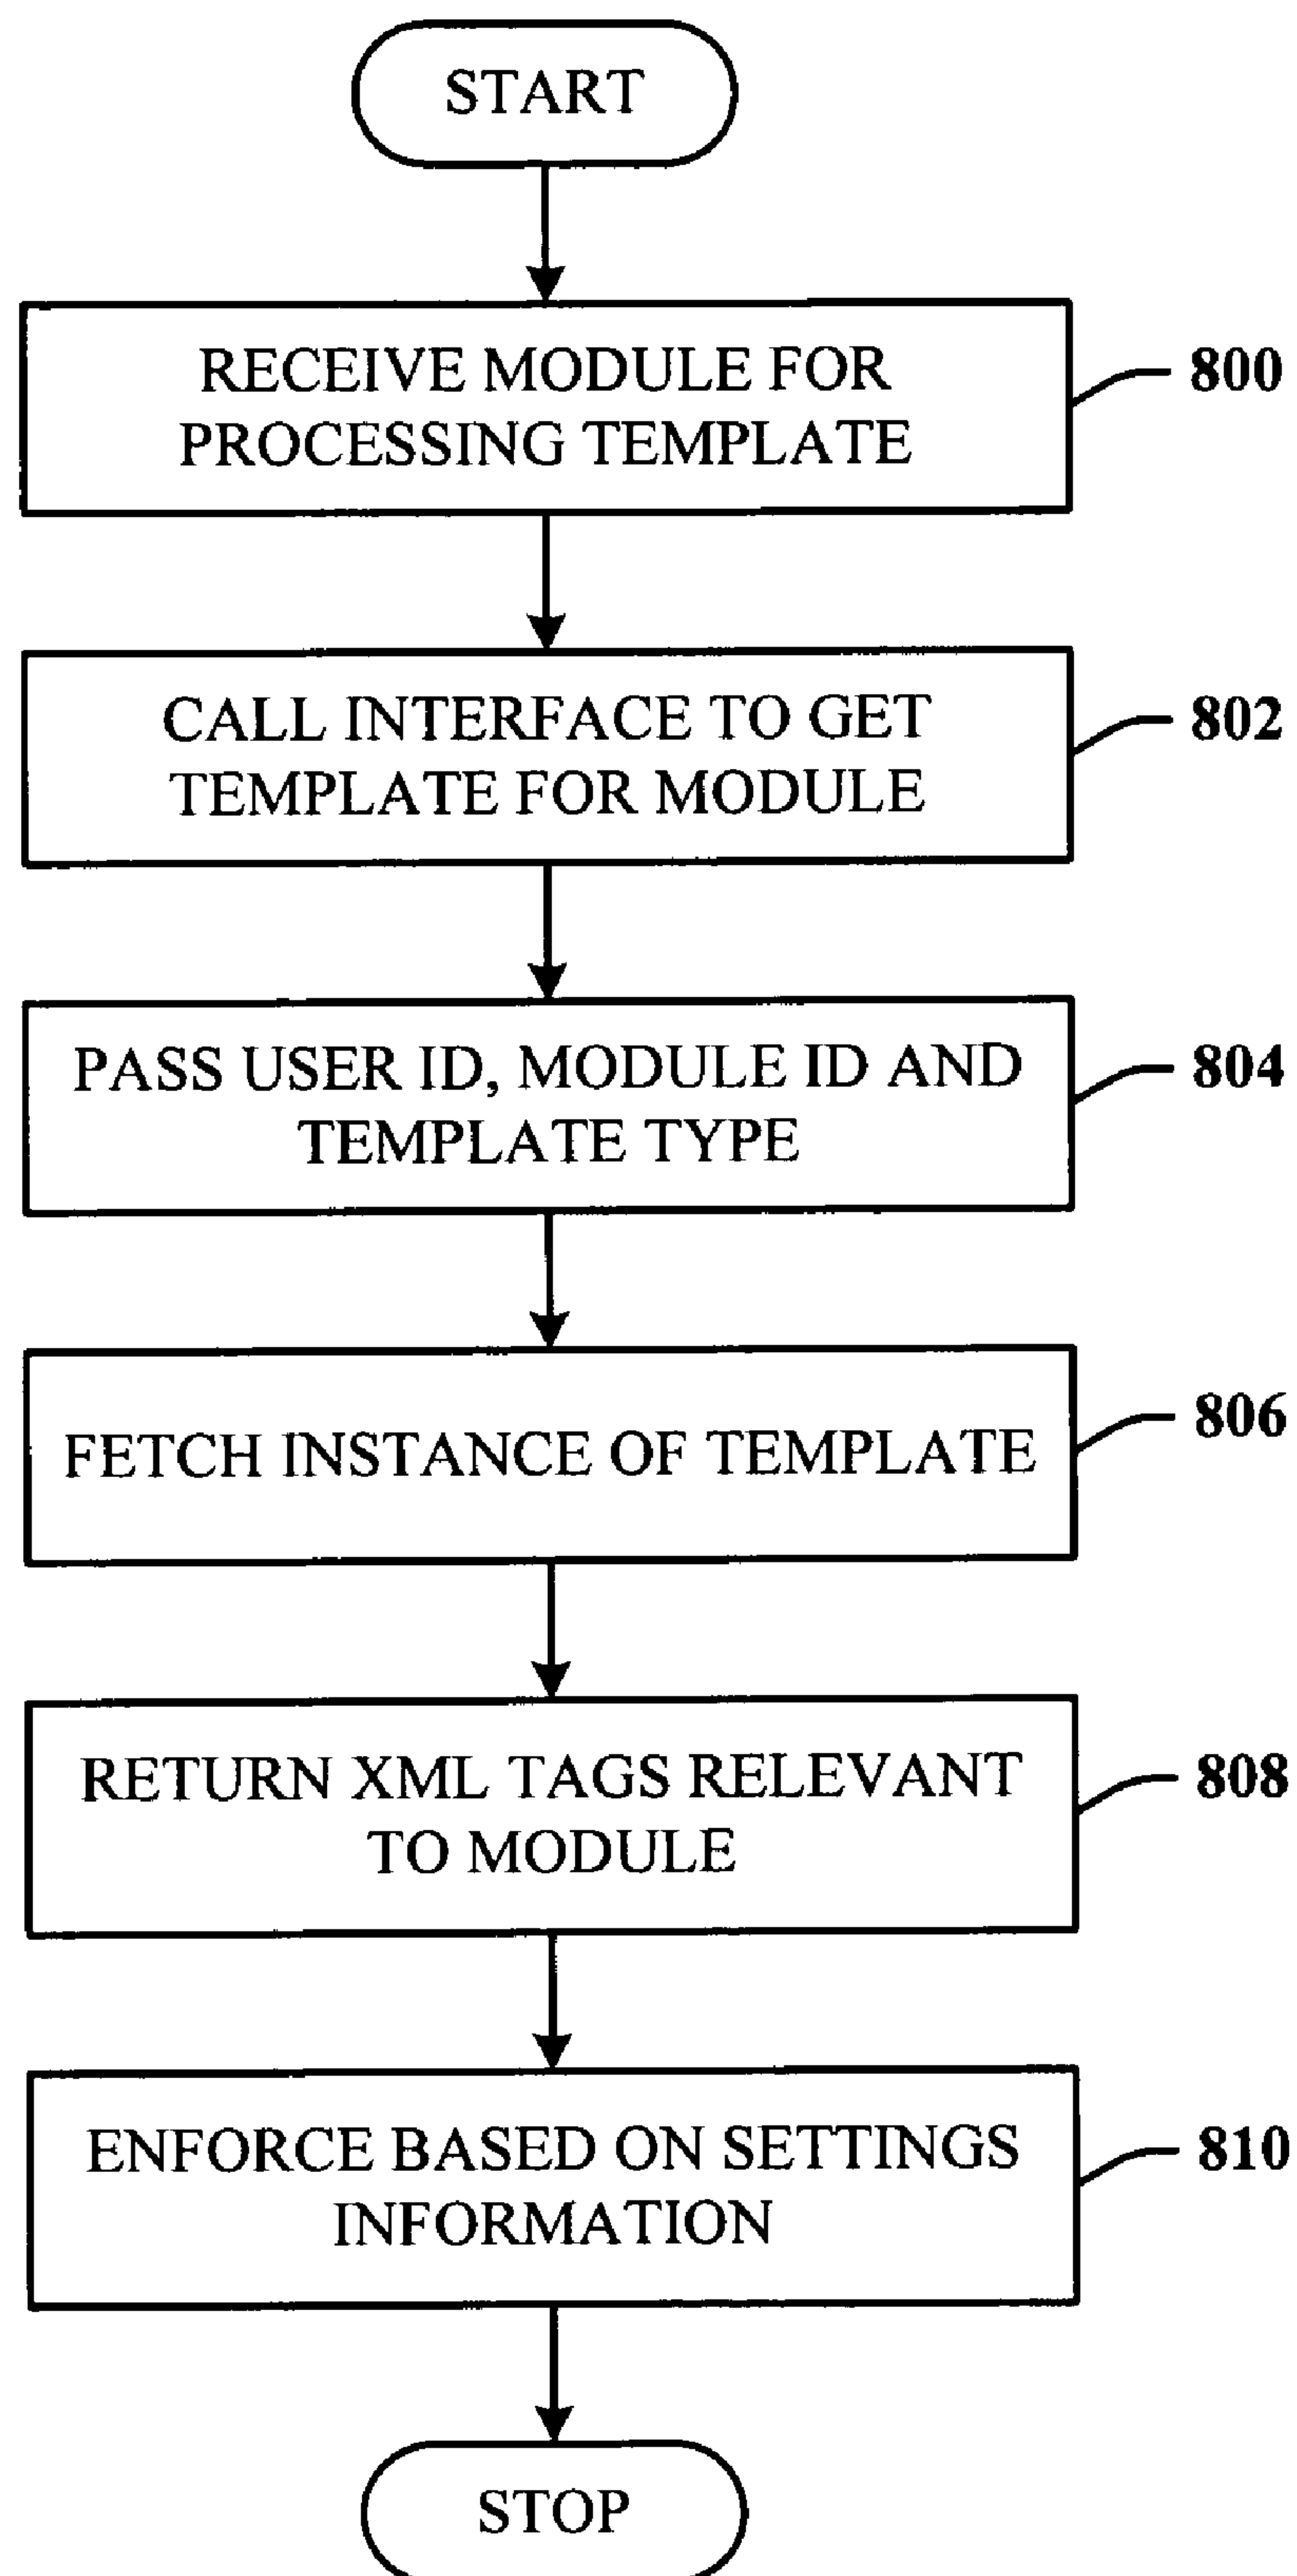 START
RECEIVE MODULE FOR
PROCESSING TEMPLATE
800
CALL INTERFACE TO GET
TEMPLATE FOR MODULE
802
PASS USER ID, MODULE ID AND
TEMPLATE TYPE
804
FETCH INSTANCE OF TEMPLATE
806
RETURN XML TAGS RELEVANT
TO MODULE
808
ENFORCE BASED ON SETTINGS
INFORMATION
810
STOP